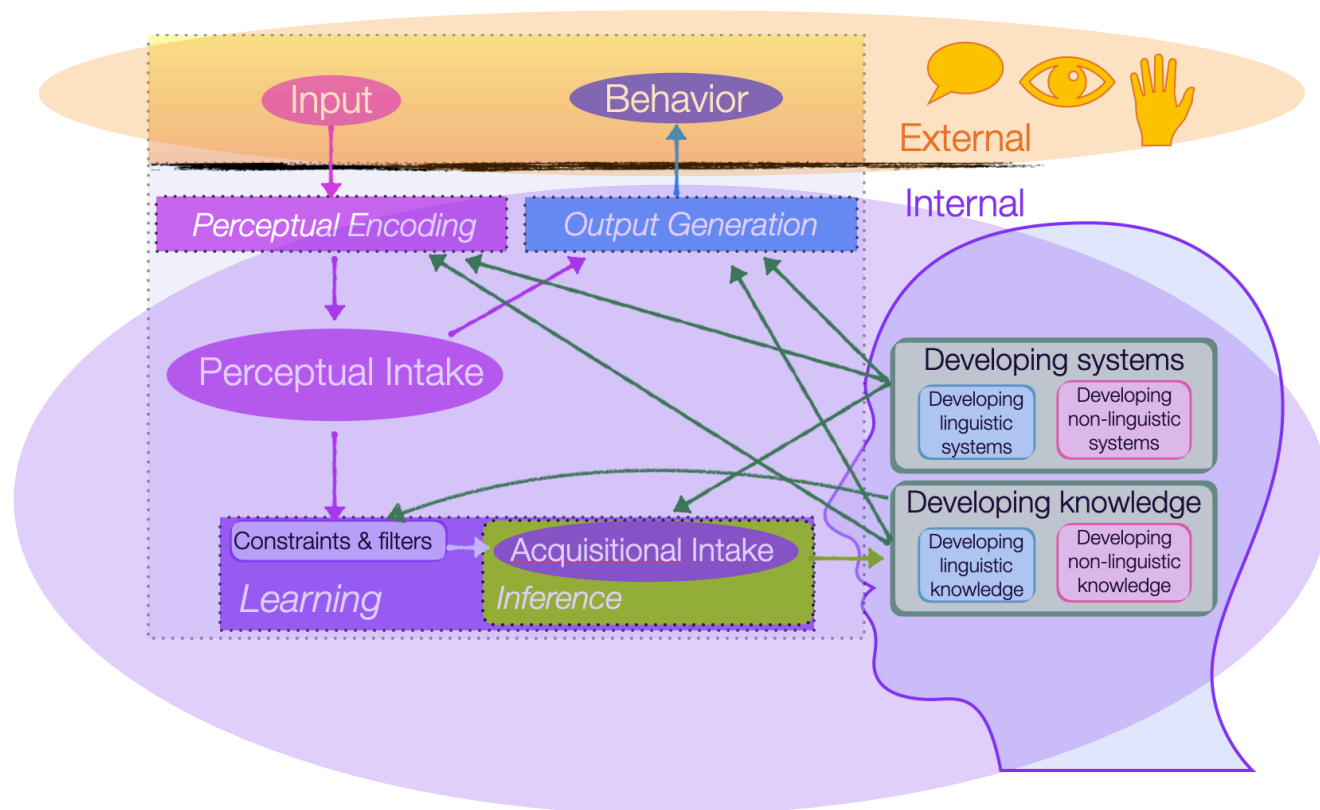 Input
Behavior
External
Internal
Perceptual Encoding
Output Generation
Perceptual Intake
Developing systems
Developing
linguistic
systems
Developing
non-linguistic
systems
Developing knowledge
Developing
linguistic
knowledge
Developing
non-linguistic
knowledge
Constraints & filters
Acquisitional Intake
Learning
Inference